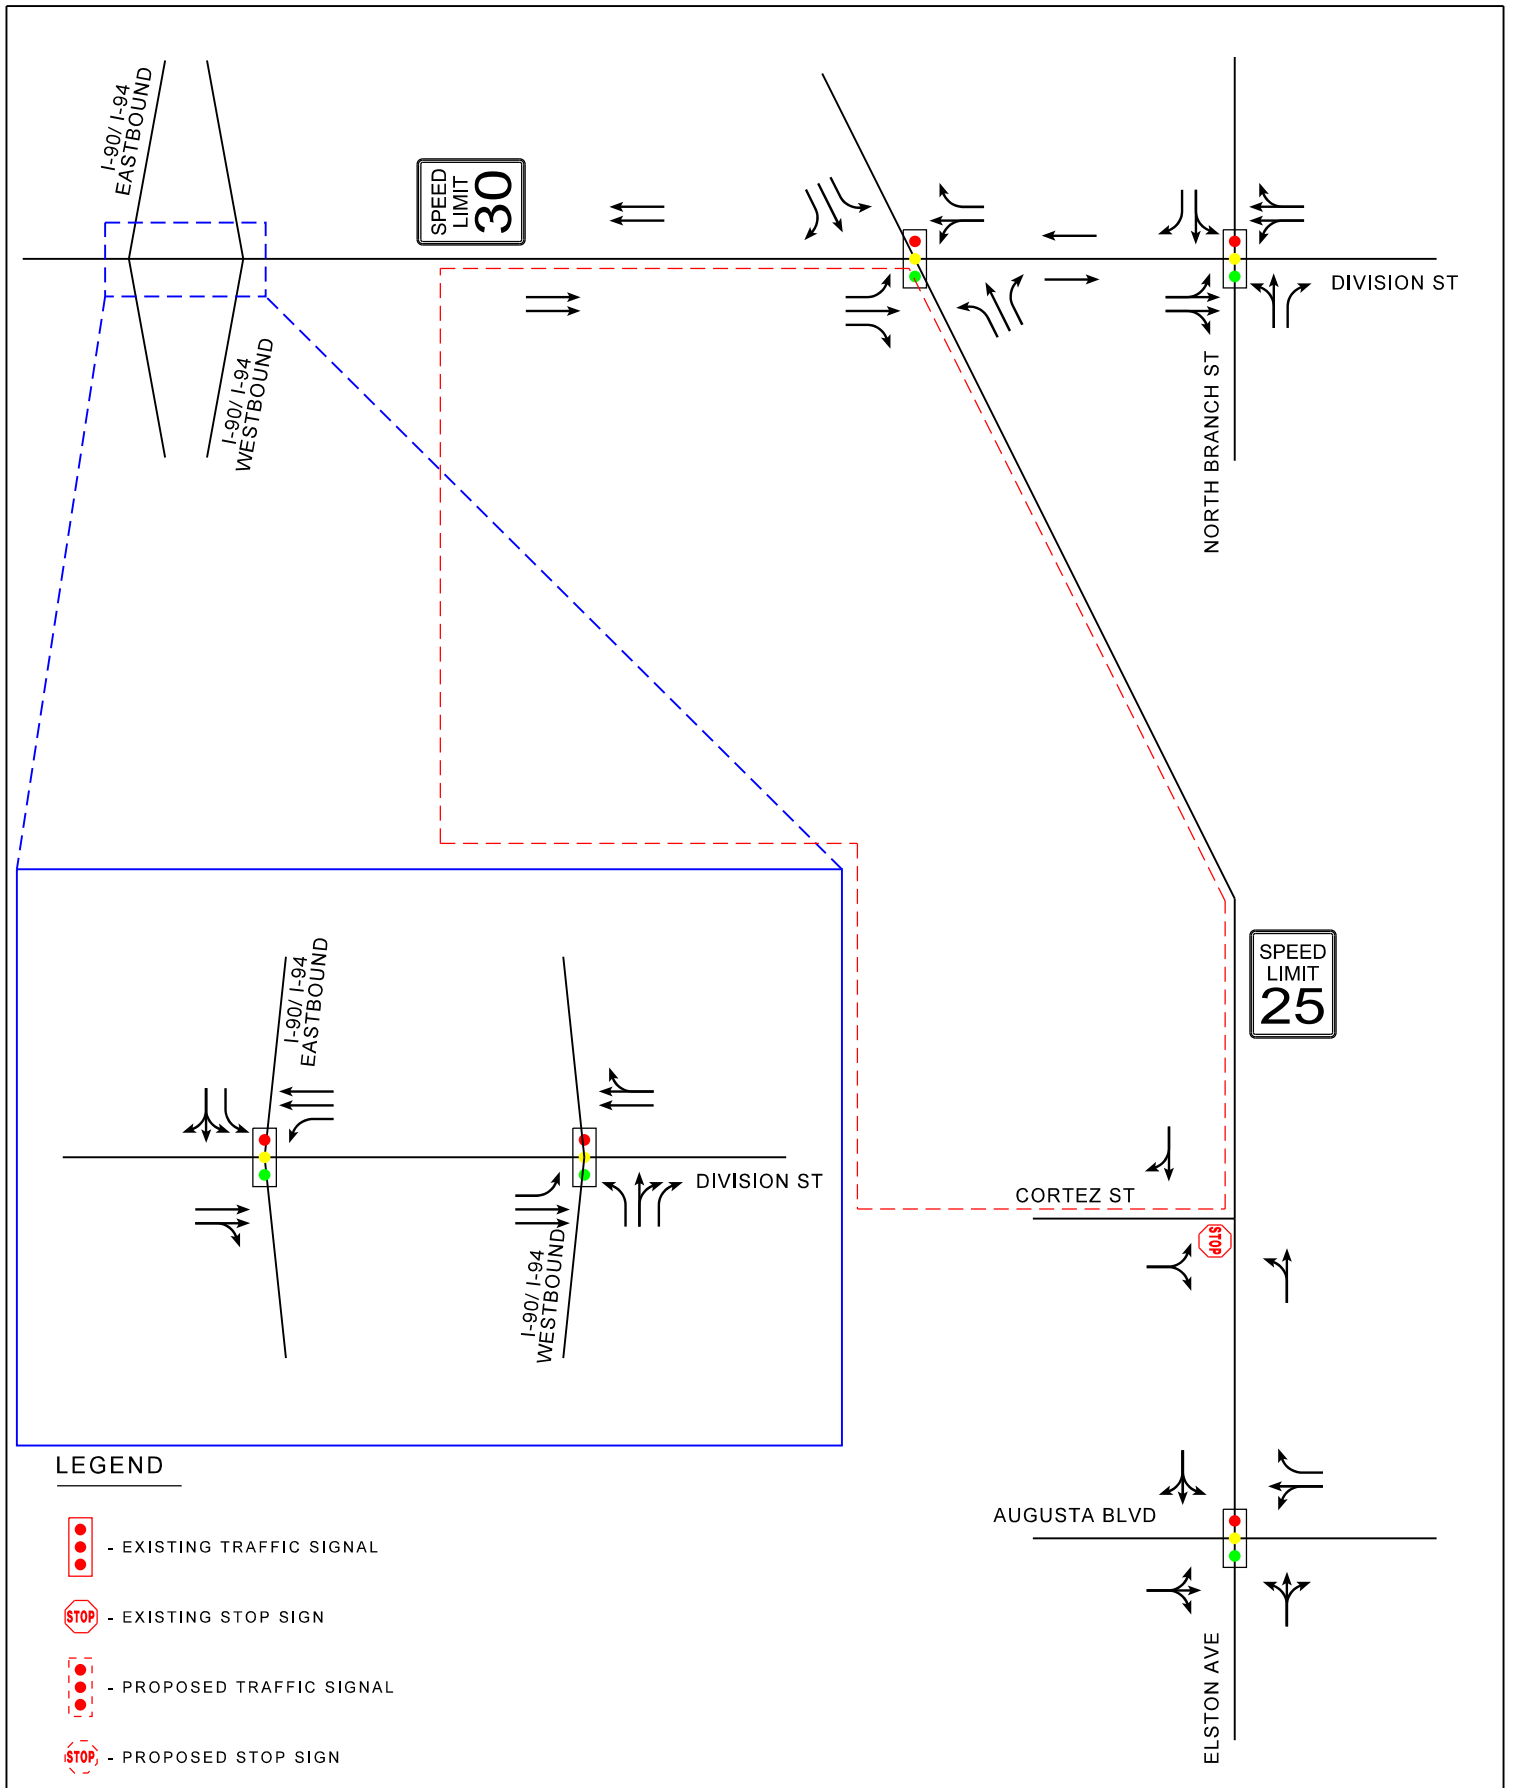 I-90/ I-94
EASTBOUND
SPEED
LIMIT
30
DIVISION ST
I-90/ I-94
WESTBOUND
NORTH BRANCH ST
SPEED
LIMIT
25
I-90/ I-94
EASTBOUND
DIVISION ST
I-90/ I-94
WESTBOUND
CORTEZ ST
STOP
AUGUSTA BLVD
ELSTON AVE
LEGEND
- EXISTING TRAFFIC SIGNAL
STOP - EXISTING STOP SIGN
- PROPOSED TRAFFIC SIGNAL
STOP - PROPOSED STOP SIGN